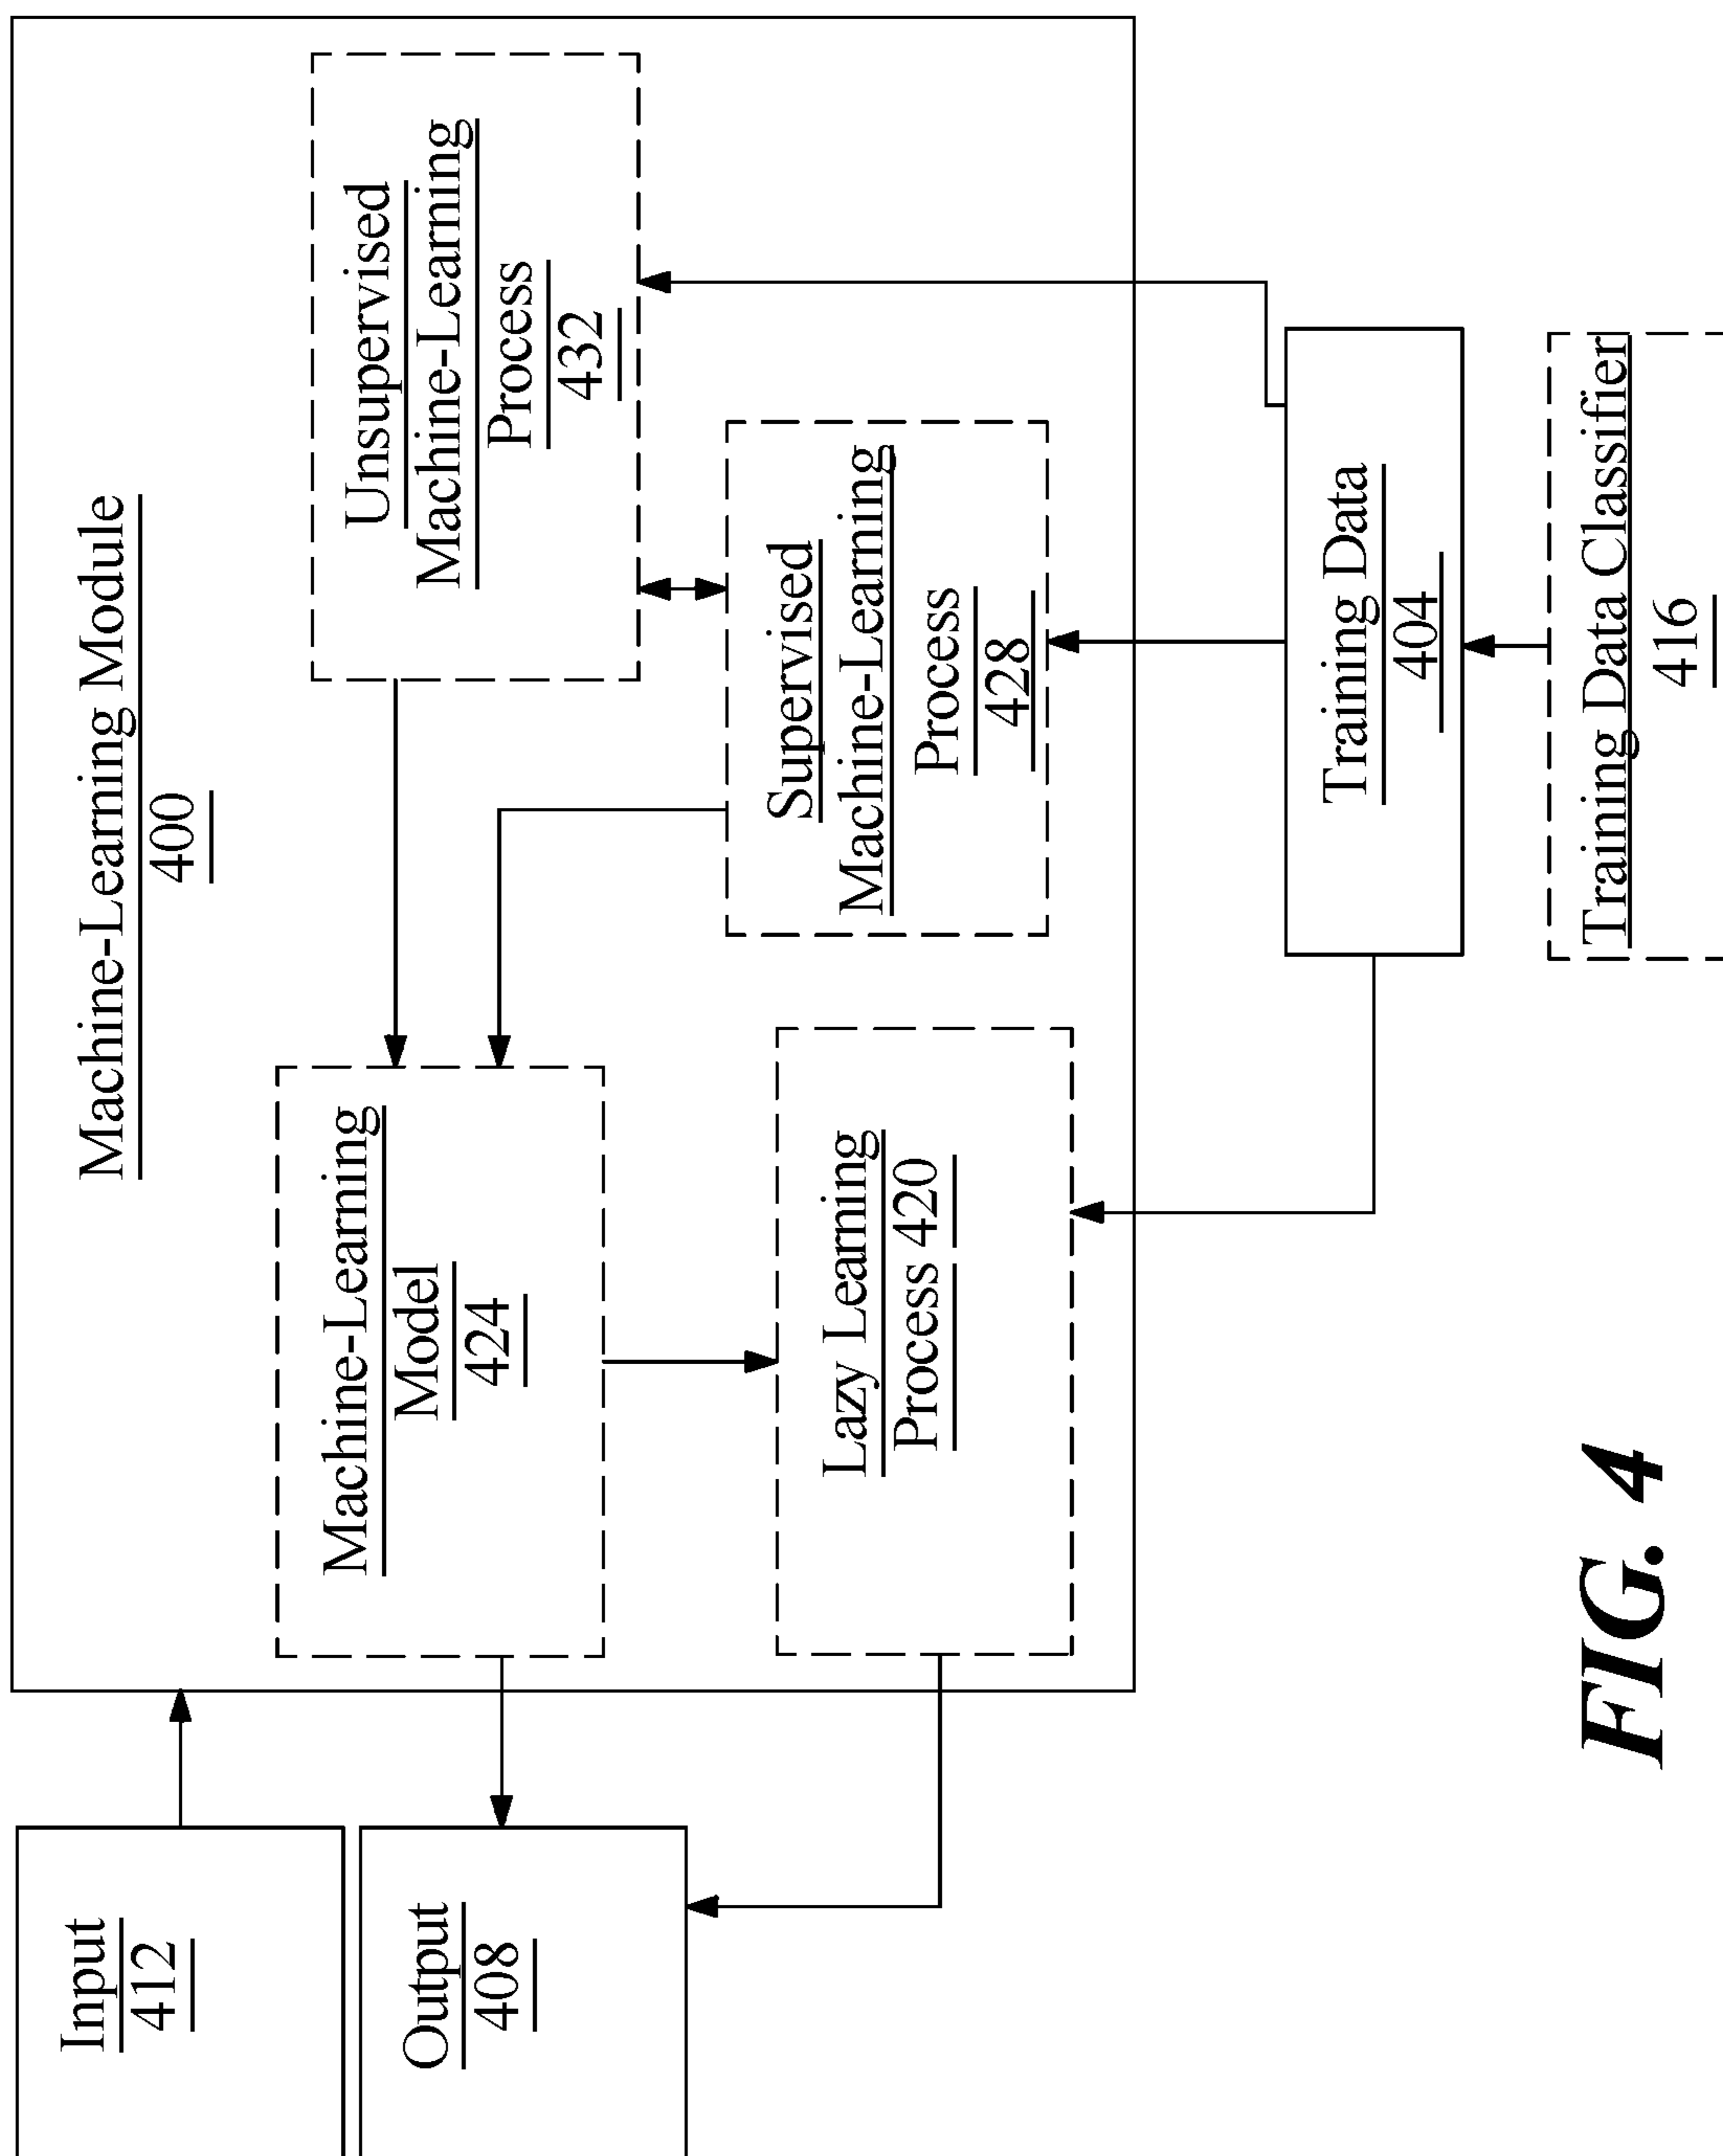 Machine-Learning Module
400
Input
412
Output
408
Machine-Learning
Model
424
Unsupervised
Machine-Learning
Process
432
Lazy Learning
Process 420
Supervised
Machine-Learning
Process
428
Training Data
404
Training Data Classifier
416
FIG. 4